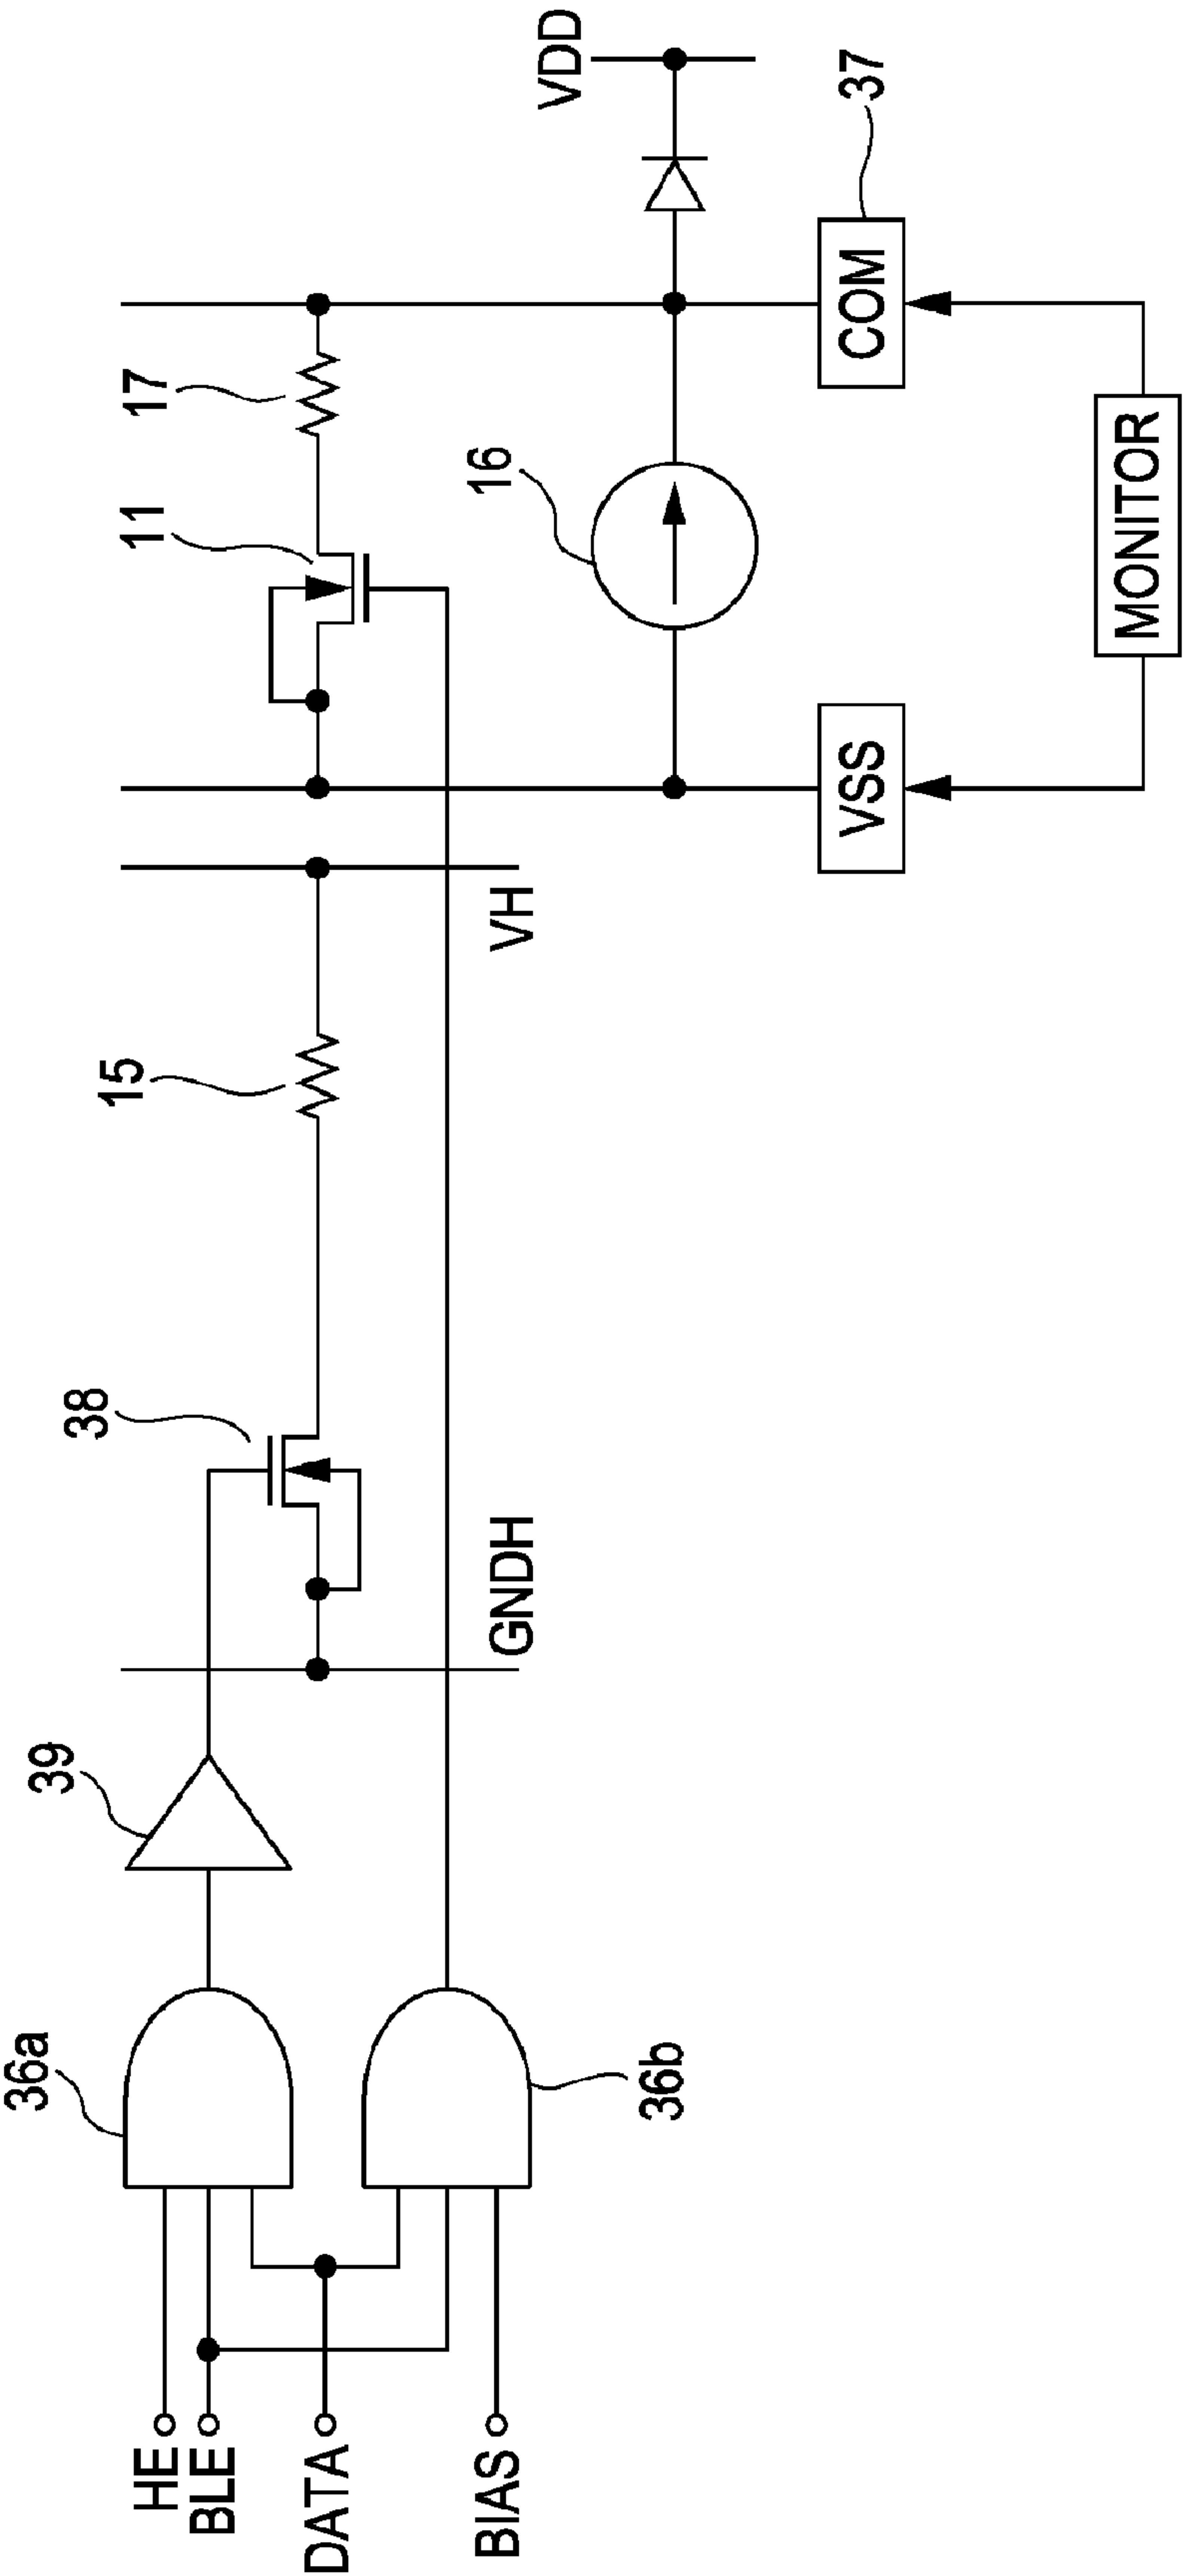 36a
39
38
15
11
17
HE
BLE
DATA
BIAS
36b
GNDH
VH
16
VDD
VSS
COM
37
MONITOR